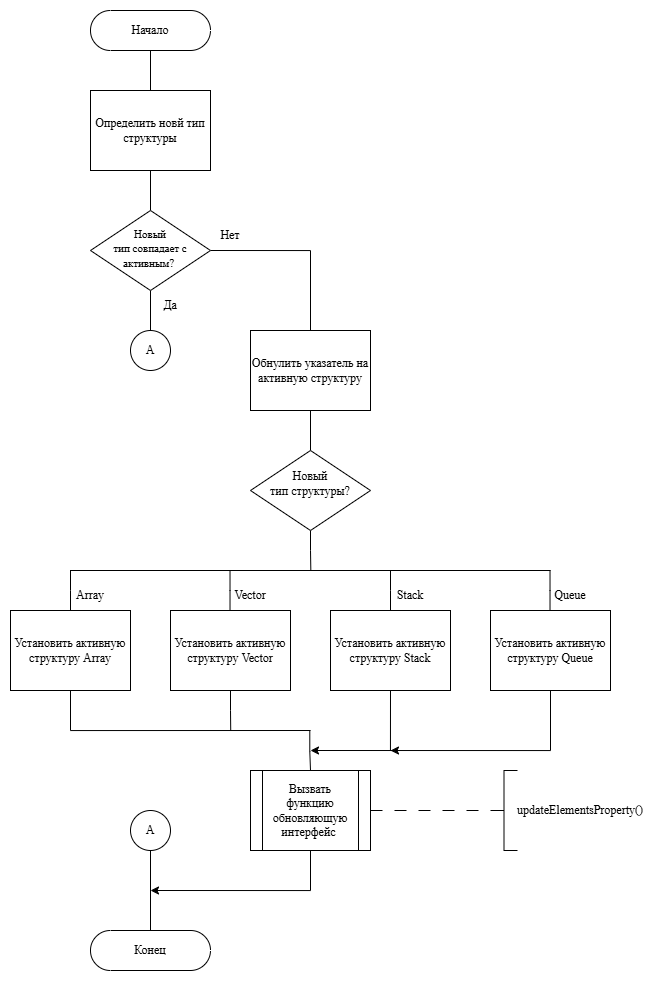 Начало
Определить новй тип
структуры
Новый
тип совпадает с
активным?
Нет
Да
А
Обнулить указатель на
активную структуру
Новый
тип структуры?
Array
Vector
Stack
Queue
Установить активную
структуру Array
Установить активную
структуру Vector
Установить активную
структуру Stack
Установить активную
структуру Queue
Вызвать
функцию
обновляющую
интерфейс
updateElementsProperty()
А
Конец